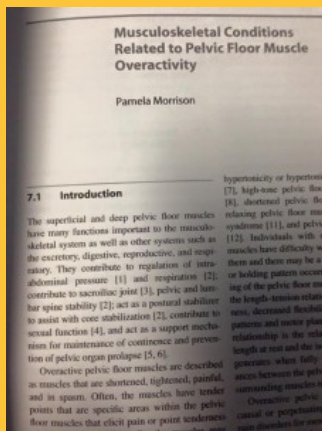 Musculoskeletal Conditions
Related to Pelvic Floor Muscle
Overactivity
Pamela Morrison
7.1 Introduction
The superficial and deep pelvic floor muscles
have many functions important to the musculo-
skeletal system as well as other systems such as
the excretory, digestive, reproductive, and respi-
ratory. They contribute to regulation of intra-
abdominal pressure [1] and respiration [2];
contribute to sacroiliac joint [3], pelvic and lum-
bar spine stability [2]; act as a postural stabilizer
to assist with core stabilization [2], contribute to
sexual function [4], and act as a support mecha-
nism for maintenance of continence and preven-
tion of pelvic organ prolapse [5, 6].
Overactive pelvic floor muscles are described
as muscles that are shortened, tightened, painful,
and in spasm. Often, the muscles have tender
points that are specific areas within the pelvic
floor muscles that elicit pain or point tenderness
hypertonicity or hypertonic
[7], high-tone pelvic flo
[8], shortened pelvic flo
relaxing pelvic floor mu
syndrome [11], and pelvi
[12]. Individuals with o
muscles have difficulty w
them and there may be a
or holding pattern occur
ing of the pelvic floor mu
the length-tension relati
ness, decreased flexibili
patterns and motor plan
relationship is the rela
length at rest and the is
generates when fully
ances between the pelv
surrounding muscles o
Overactive pelvic
causal or perpetuating
main disorders for men